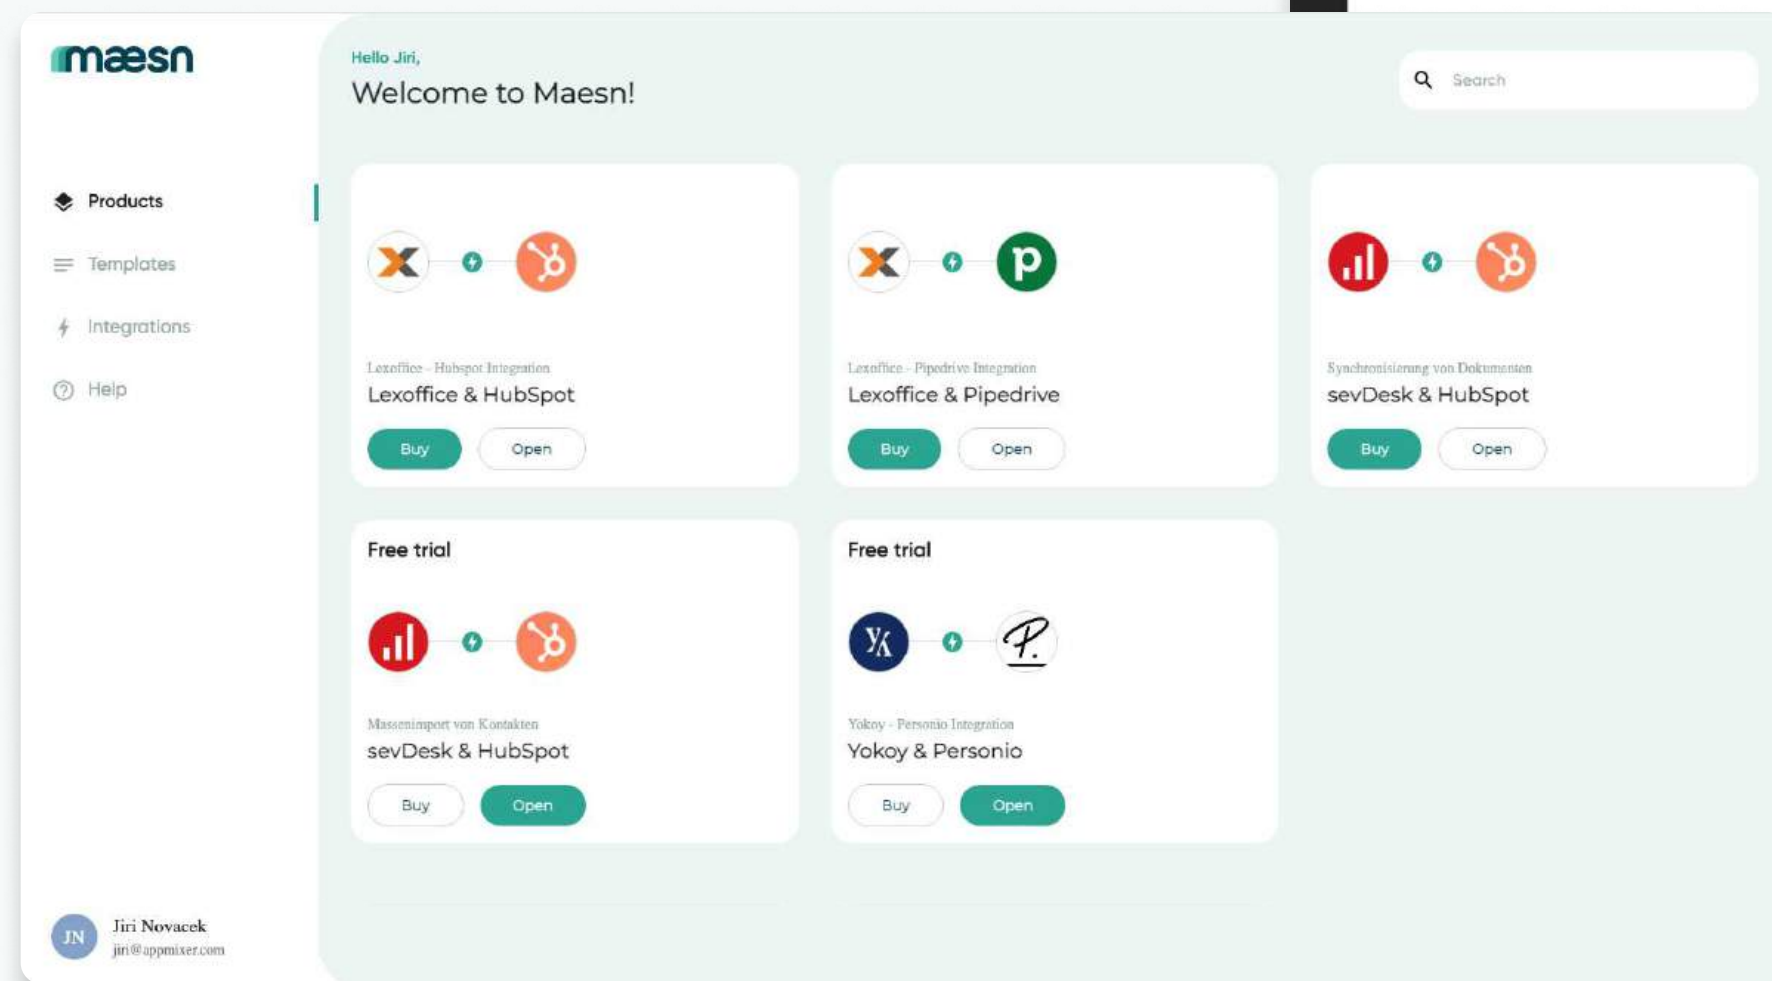 mæsn
Hello Jiri,
Welcome to Maesn!
Search
Products
Templates
Integrations
Help
Lexoffice - Hubspot Integration
Lexoffice & HubSpot
Buy
Open
Lexoffice - Pipedrive Integration
Lexoffice & Pipedrive
Buy
Open
Synchronisierung von Dokumenten
sevDesk & HubSpot
Buy
Open
Free trial
Massenimport von Kontakten
sevDesk & HubSpot
Buy
Open
Free trial
Yokoy - Personio Integration
Yokoy & Personio
Buy
Open
JN
Jiri Novacek
jiri@appmixer.com